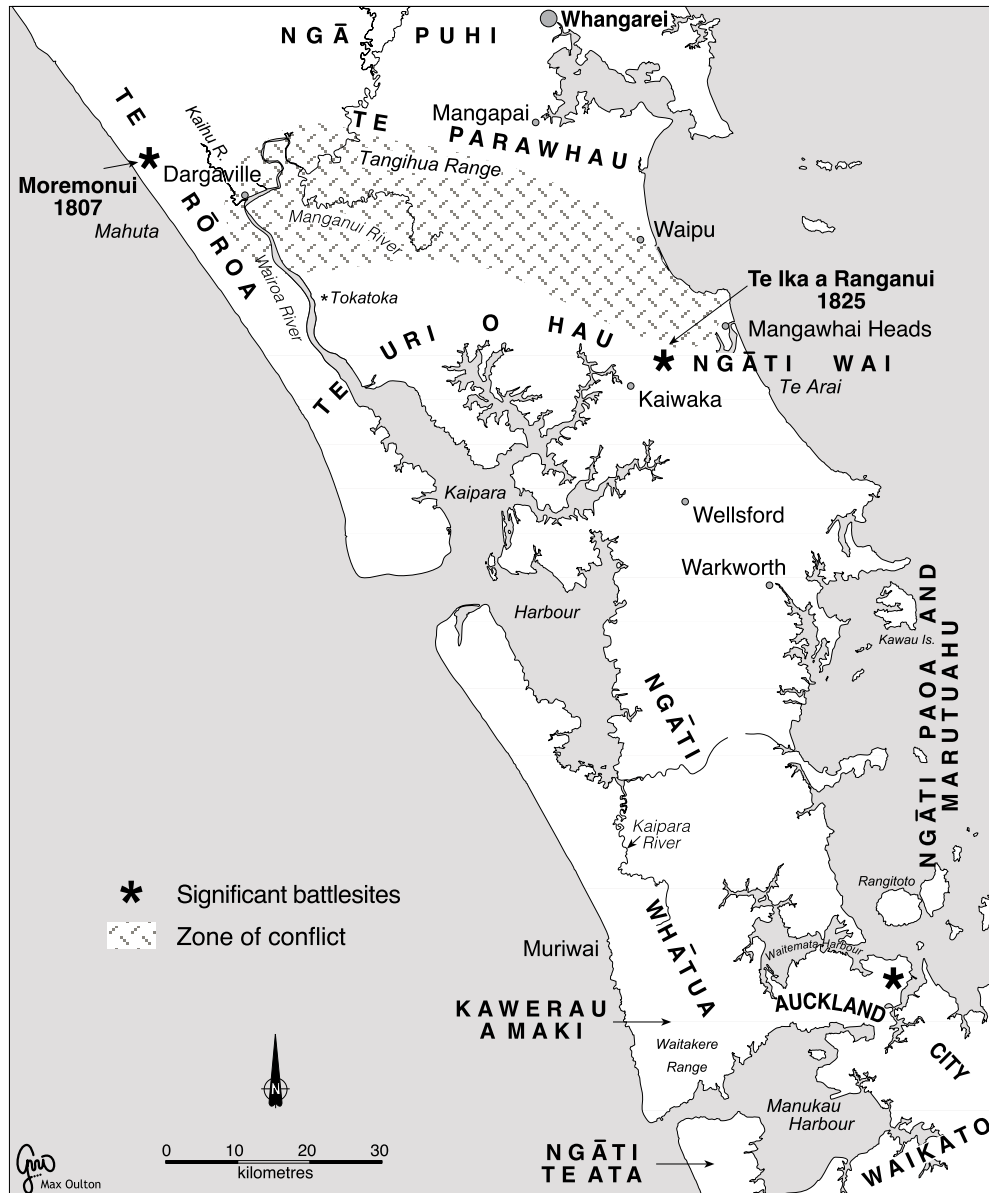 Whangarei
NGĀ PUHI
TE
Kaihu R.
Mangapai
TE PARAWHAU
Dargaville
Tangihua Range
Moremonui
1807
Mahuta
RŌROA
Manganui River
Waipu
Wairoa River
Te Ika a Ranganui
1825
*Tokatoka
Mangawhai Heads
TE URI O HAU
NGĀTI WAI
Te Arai
Kaiwaka
Kaipara
Wellsford
Warkworth
Harbour
Kawau Is.
NGĀTI PAOA AND
MARUTUAHU
NGĀTI
Kaipara
River
Rangitoto
Significant battlesites
Zone of conflict
WHĀTUA
Muriwai
Waitemata Harbour
KAWERAU
A MAKI
AUCKLAND
CITY
Waitakere
Range
N
Manukau
Harbour
WAIKATO
NGĀTI
TE ATA
0 10 20 30
kilometres
gmo
Max Oulton